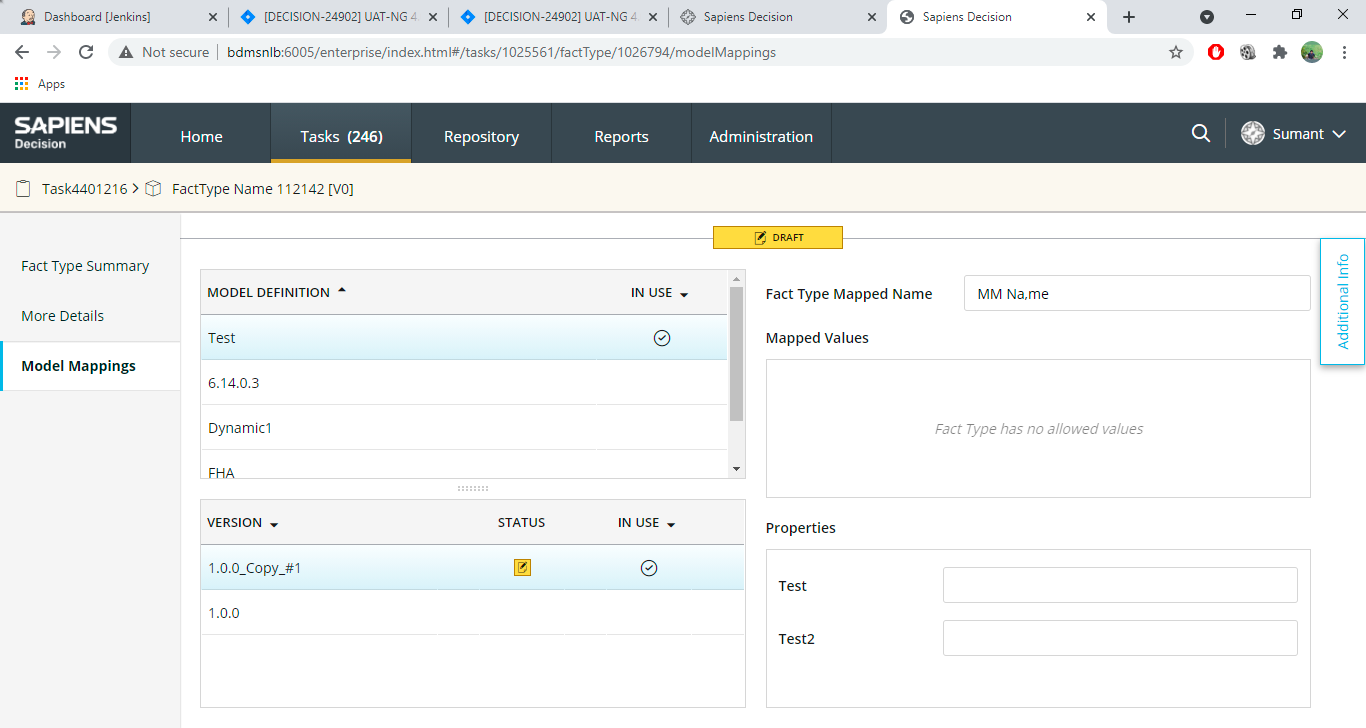 Dashboard [Jenkins]
[DECISION-24902] UAT-NG 4.
[DECISION-24902] UAT-NG 4.
Sapiens Decision
Sapiens Decision
Not secure
bdmsnlb:6005/enterprise/index.html#/tasks/1025561/factType/1026794/modelMappings
Apps
SAPIENS
Decision
Home
Tasks (246)
Repository
Reports
Administration
Sumant
Task4401216 > FactType Name 112142 [V0]
DRAFT
Fact Type Summary
More Details
Model Mappings
MODEL DEFINITION
IN USE
Test
6.14.0.3
Dynamic1
FHA
VERSION
STATUS
IN USE
1.0.0_Copy_#1
1.0.0
Fact Type Mapped Name
MM Na,me
Mapped Values
Fact Type has no allowed values
Properties
Test
Test2
Additional Info